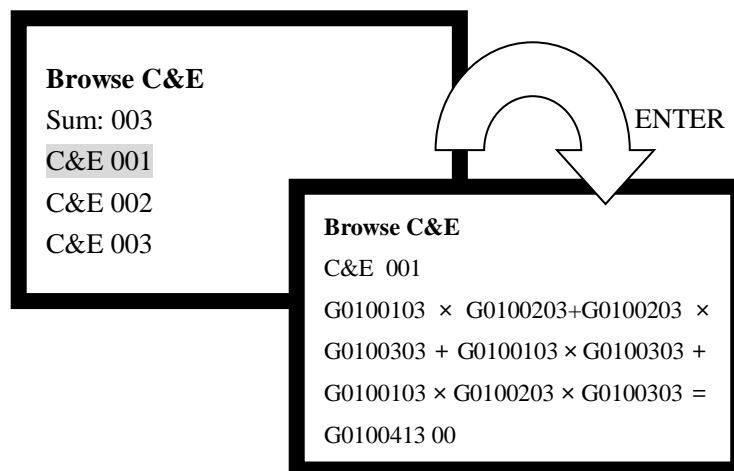 Browse C&E
Sum: 003
C&E 001
C&E 002
C&E 003
ENTER
Browse C&E
C&E 001
G0100103 × G0100203+G0100203 ×
G0100303 + G0100103 × G0100303 +
G0100103 × G0100203 × G0100303 =
G0100413 00